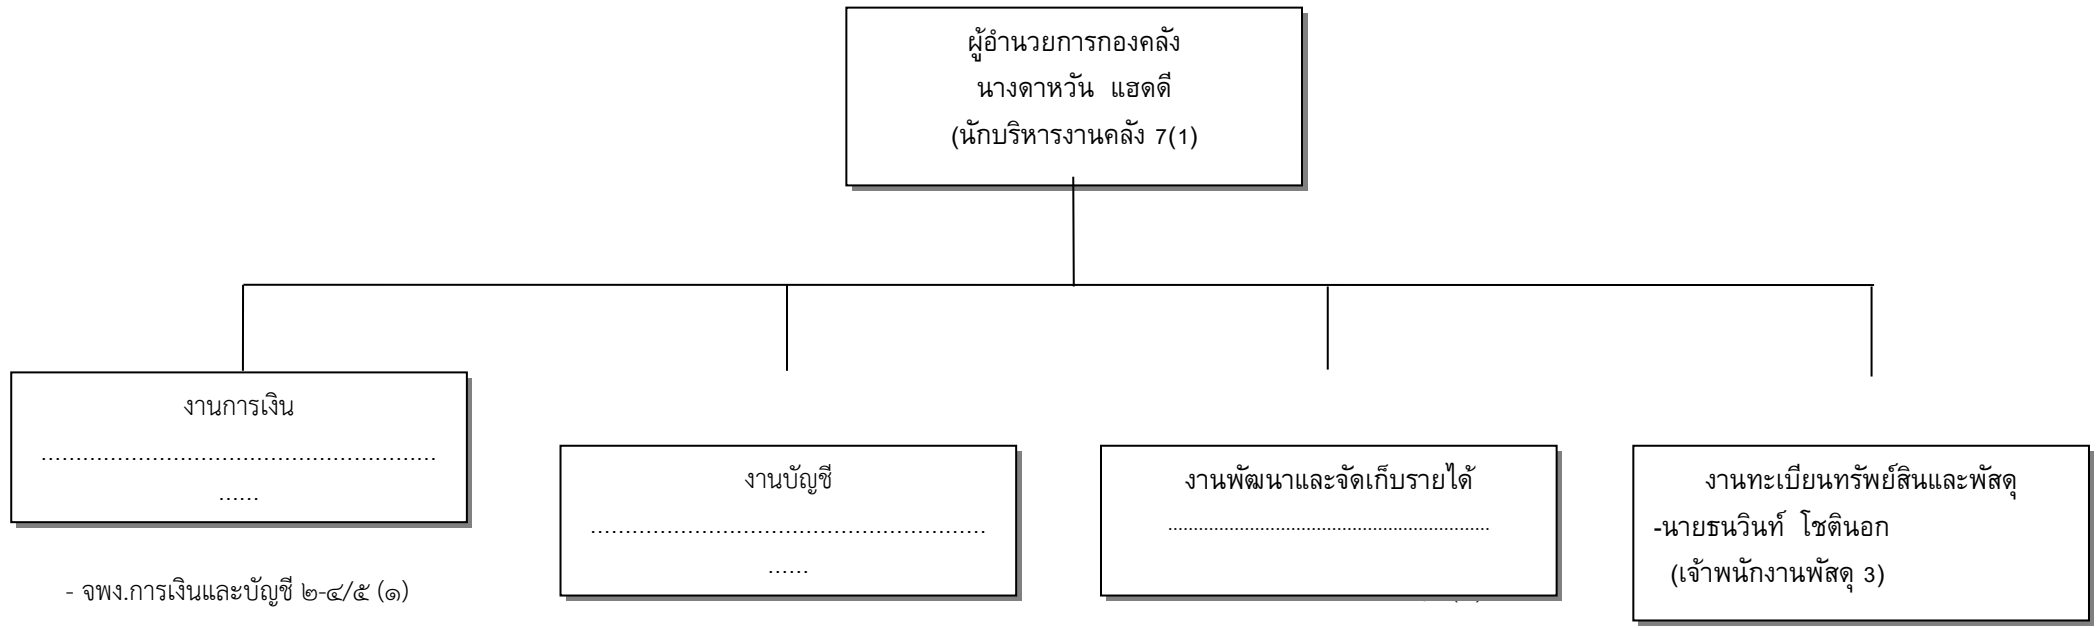 ผู้อำนวยการกองคลัง
นางดาหวัน แฮดดี
(นักบริหารงานคลัง 7(1)
งานการเงิน
.........................................................
......
- จพง.การเงินและบัญชี ๒-๔/๕ (๑)
งานบัญชี
.........................................................
......
งานพัฒนาและจัดเก็บรายได้
...............................................................
งานทะเบียนทรัพย์สินและพัสดุ
-นายธนวินท์ โชตินอก
(เจ้าพนักงานพัสดุ 3)